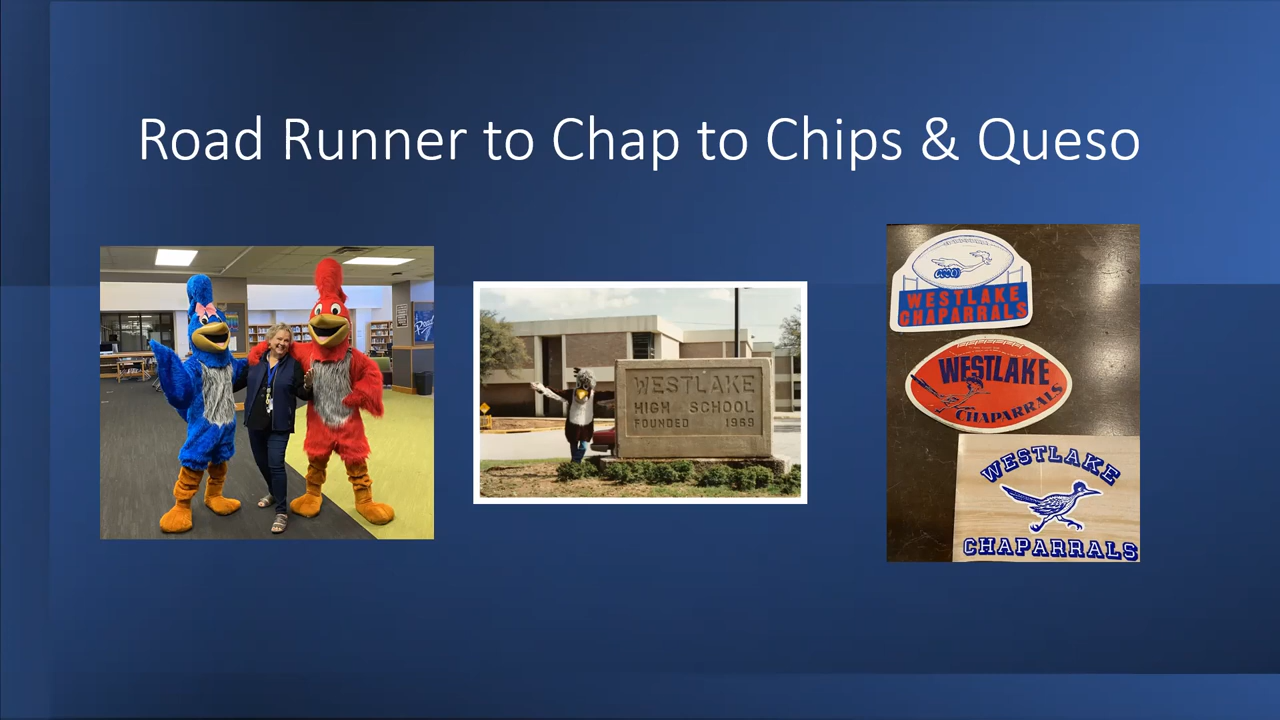 Road Runner to Chap to Chips & Queso
WESTLAKE
HIGH SCHOOL
FOUNDED 1969
WESTLAKE
CHAPARRALS
WESTLAKE
CHAPARRALS
WESTLAKE
CHAPARRALS